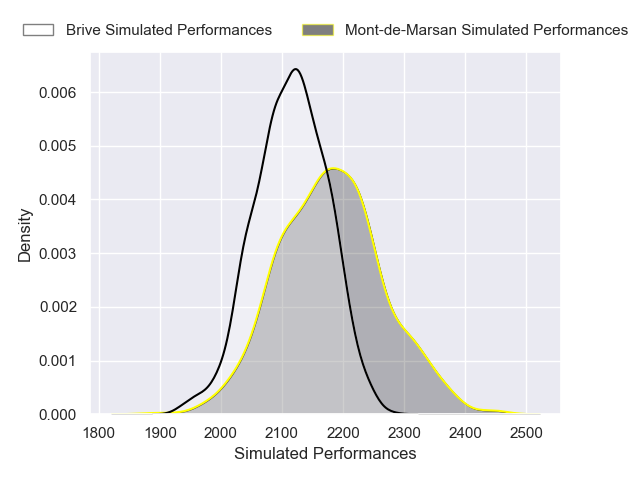 Brive Simulated Performances
Mont-de-Marsan Simulated Performances
0.006
0.005
0.004
0.003
0.002
0.001
0.000
Density
1800 1900 2000 2100 2200 2300 2400 2500
Simulated Performances